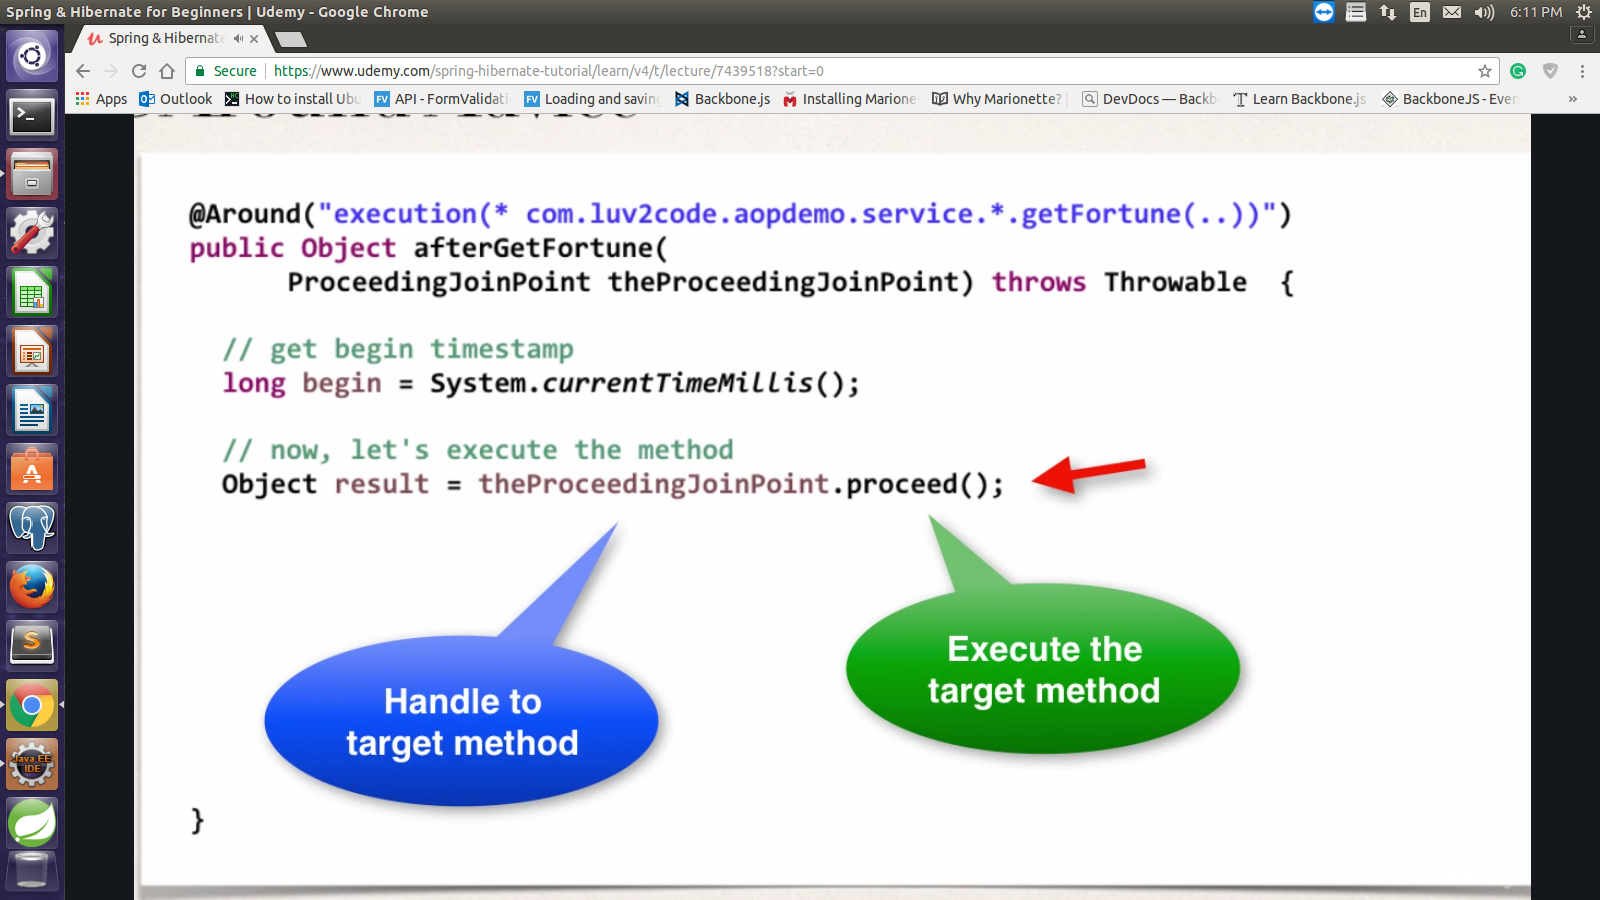 Spring & Hibernate for Beginners | Udemy - Google Chrome
En
6:11 PM
Spring & Hibernate
Secure
https://www.udemy.com/spring-hibernate-tutorial/learn/v4/t/lecture/7439518?start=0
Apps
Outlook
How to install Ubu
API - FormValidati
Loading and saving
Backbone.js
Installing Marione
Why Marionette?
DevDocs — Backb
Learn Backbone.js
BackboneJS - Ever
»
Around Advice
@Around("execution(* com.luv2code.aopdemo.service.*.getFortune(..))")
public Object afterGetFortune(
ProceedingJoinPoint theProceedingJoinPoint) throws Throwable {
// get begin timestamp
long begin = System.currentTimeMillis();
// now, let's execute the method
Object result = theProceedingJoinPoint.proceed();
Handle to
target method
Execute the
target method
}
Java EE
IDE